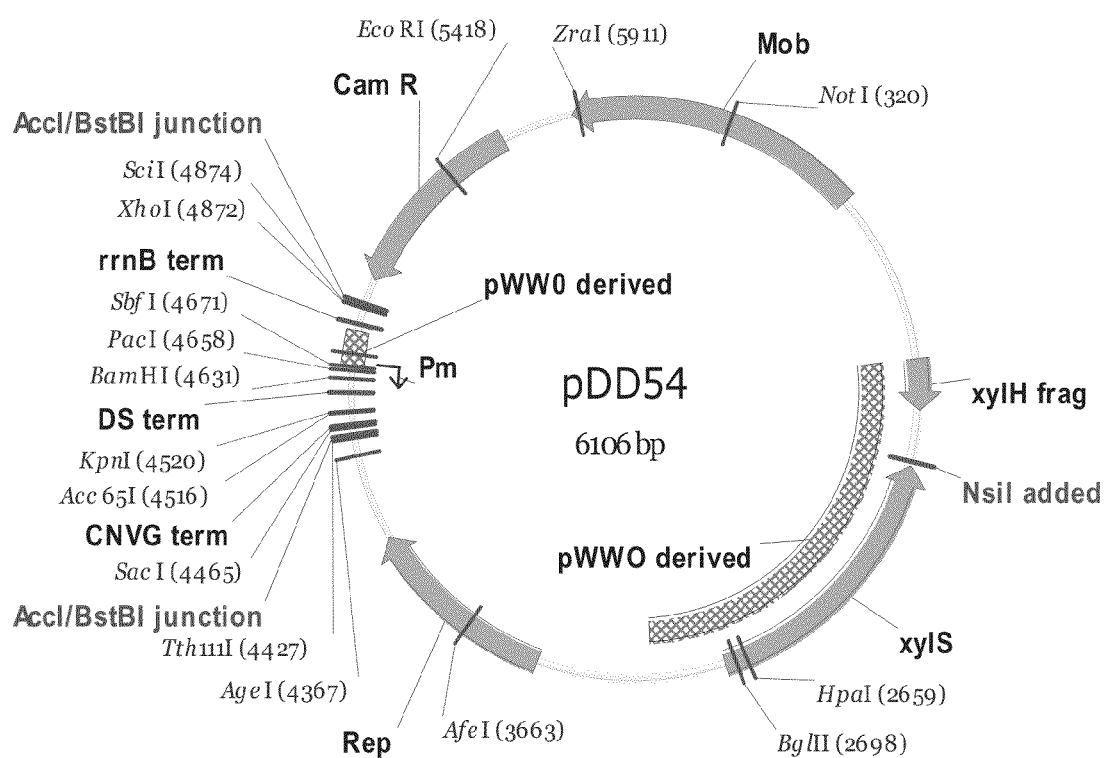 EcoRI (5418)
ZraI (5911)
Mob
Cam R
NotI (320)
AccI/BstBI junction
SciI (4874)
XhoI (4872)
rrnB term
pWW0 derived
SbfI (4671)
PacI (4658)
Pm
BamHI (4631)
pDD54
xylH frag
DS term
6106 bp
KpnI (4520)
NsiI added
Acc65I (4516)
CNVG term
pWWO derived
SacI (4465)
AccI/BstBI junction
xylS
Tth111I (4427)
AgeI (4367)
HpaI (2659)
AfeI (3663)
Rep
BglII (2698)